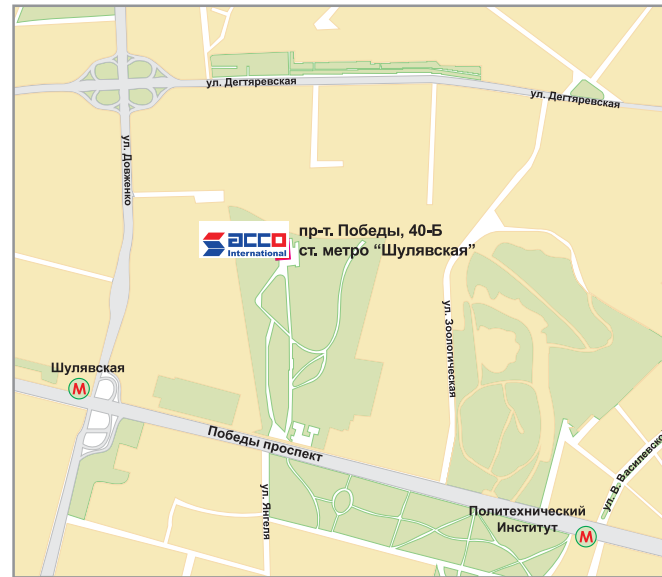 ул. Дегтяревская
ул. Дегтяревская
ул. Довженко
acco
International
пр-т. Победы, 40-Б
ст. метро “Шулявская”
ул. Зоологическая
Шулявская
М
Победы проспект
ул. Янгеля
Политехнический
Институт
М
ул. В. Василевско